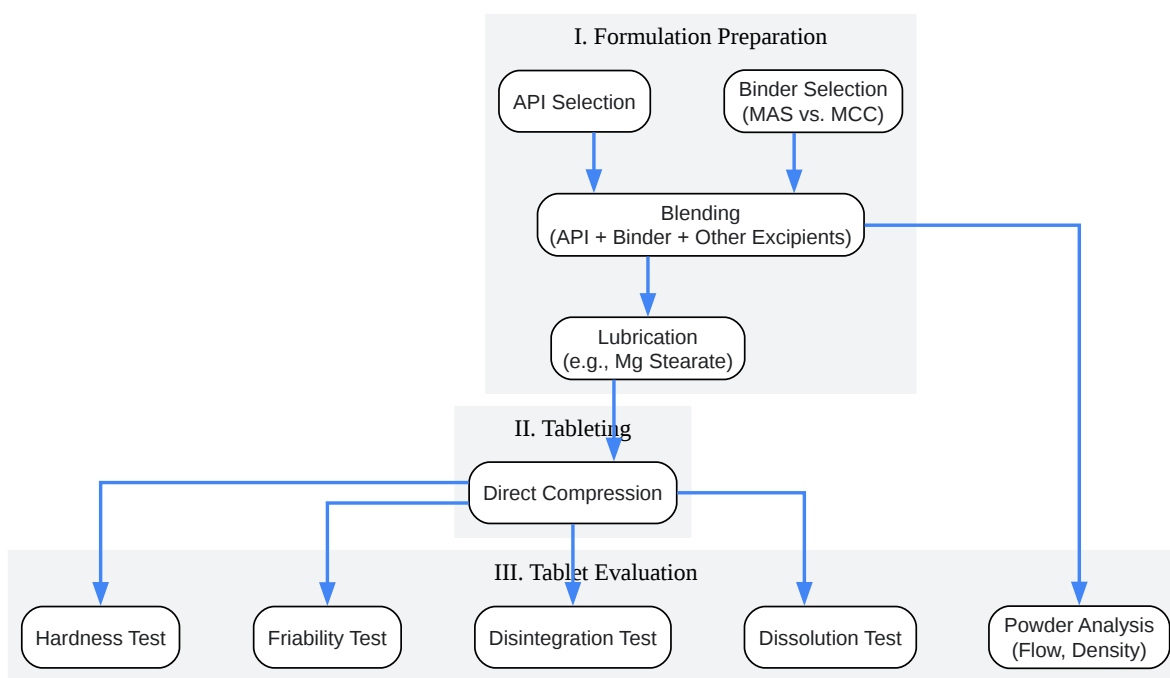 I. Formulation Preparation
API Selection
Binder Selection
(MAS vs. MCC)
Blending
(API + Binder + Other Excipients)
Lubrication
(e.g., Mg Stearate)
II. Tableting
Direct Compression
III. Tablet Evaluation
Hardness Test
Friability Test
Disintegration Test
Dissolution Test
Powder Analysis
(Flow, Density)